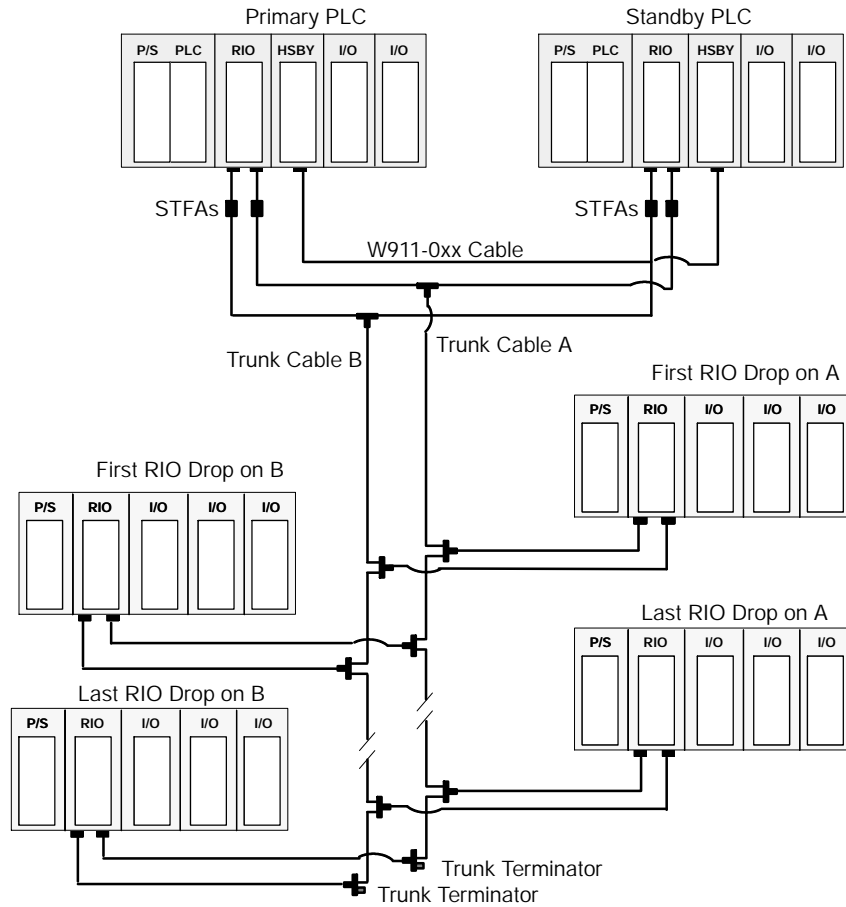 Primary PLC
Standby PLC
P/S PLC RIO HSBY I/O I/O
P/S PLC RIO HSBY I/O I/O
STFAs
STFAs
W911-0xx Cable
Trunk Cable B
Trunk Cable A
First RIO Drop on A
P/S RIO I/O I/O I/O
First RIO Drop on B
P/S RIO I/O I/O I/O
Last RIO Drop on A
P/S RIO I/O I/O I/O
Last RIO Drop on B
P/S RIO I/O I/O I/O
Trunk Terminator
Trunk Terminator